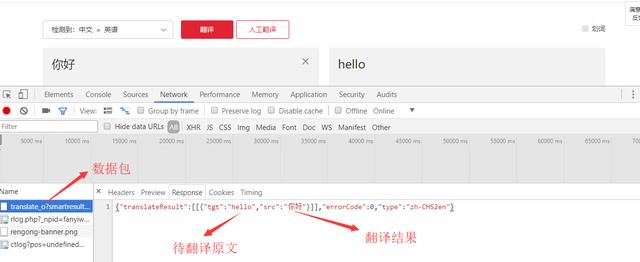 满意
反馈
检测到：中文 » 英语
翻译
人工翻译
划词
你好
hello
Elements Console Sources Network Performance Memory Application Security Audits
View: Group by frame Preserve log Disable cache Offline Online
Filter Hide data URLs All XHR JS CSS Img Media Font Doc WS Manifest Other
5000 ms 10000 ms 15000 ms 20000 ms 25000 ms 30000 ms 35000 ms 40000 ms 45000 ms 50000 ms 55000 ms 60000 ms 65000 ms 700
数据包
Name Headers Preview Response Cookies Timing
translate_o?smartresult... 1 {"translateResult":[[{"tgt":"hello","src":"你好"}]],"errorCode":0,"type":"zh-CHS2en"}
rlog.php?_npid=fanyiw...
rengong-banner.png
ctlog?pos=undefined...
待翻译原文
翻译结果